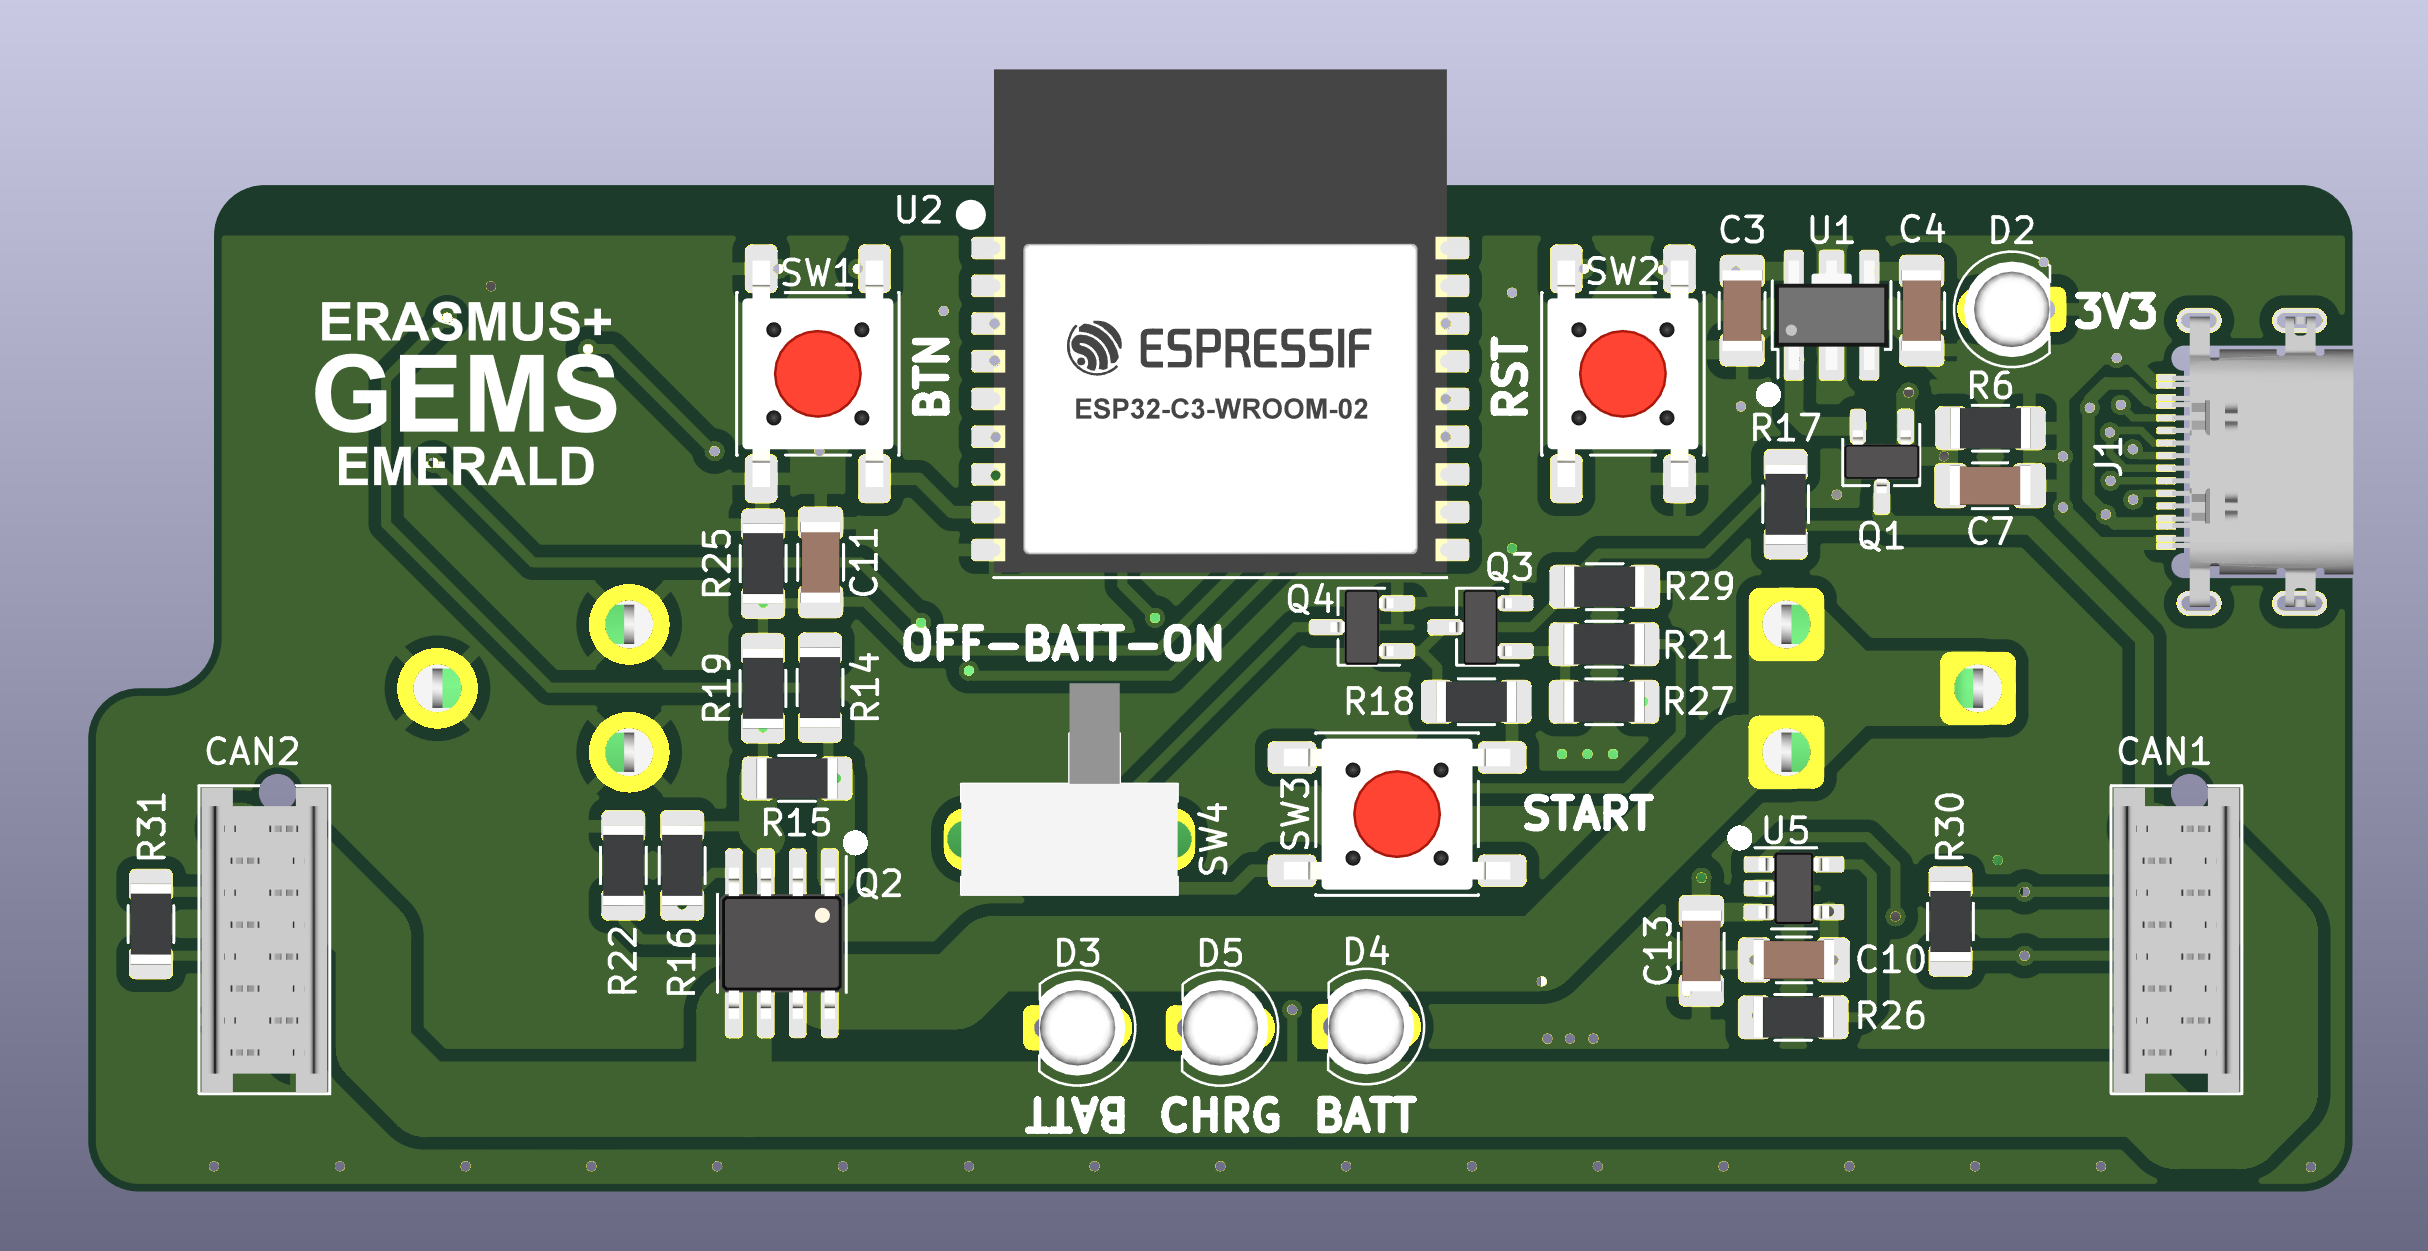 U2
C3
U1
C4
D2
SW1
SW2
ERASMUS+
GEMS
EMERALD
BTN
ESPRESSIF
ESP32-C3-WROOM-02
RST
3V3
R6
R17
J1
Q1
C7
R25
C11
Q4
Q3
R29
OFF-BATT-ON
R21
R19
R14
R18
R27
CAN2
CAN1
R31
R15
SW4
SW3
START
U5
R30
Q2
R22
R16
D3
D5
D4
C13
C10
R26
BATT
CHRG
BATT